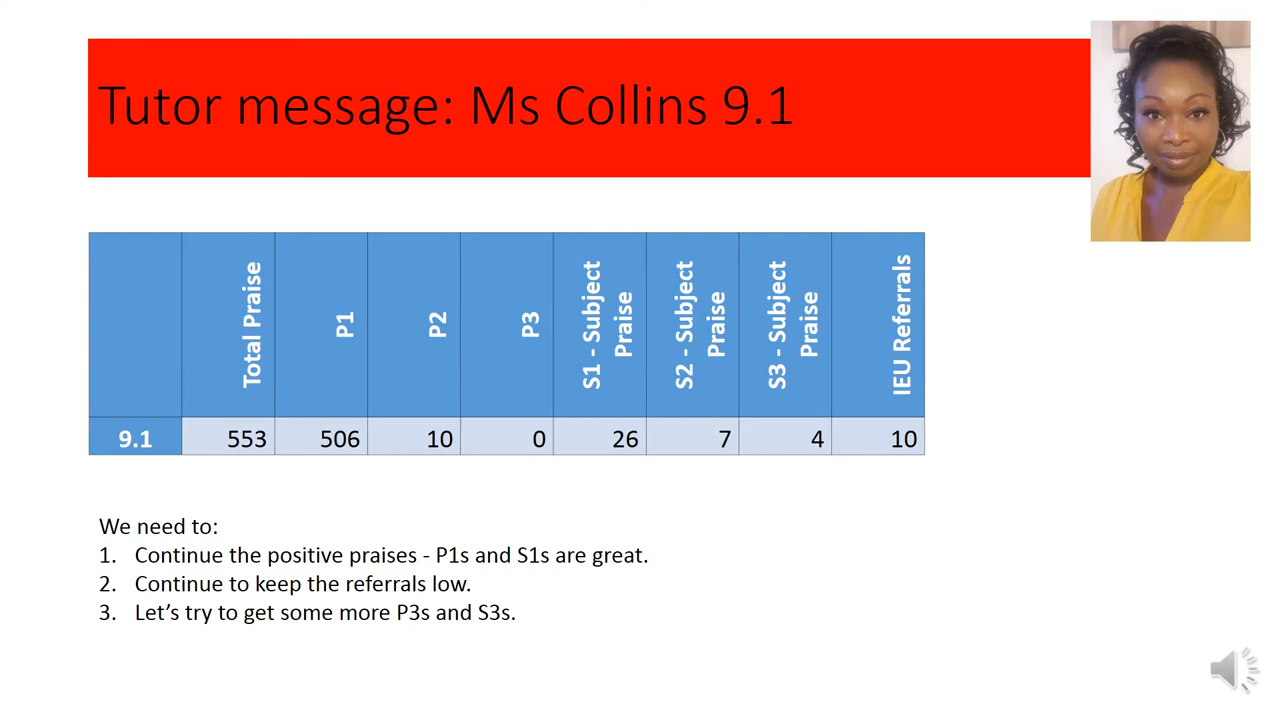 Tutor message: Ms Collins 9.1
Total Praise
P1
P2
P3
S1 - Subject
Praise
S2 - Subject
Praise
S3 - Subject
Praise
IEU Referrals
9.1 553 506 10 0 26 7 4 10
We need to:
1. Continue the positive praises - P1s and S1s are great.
2. Continue to keep the referrals low.
3. Let’s try to get some more P3s and S3s.